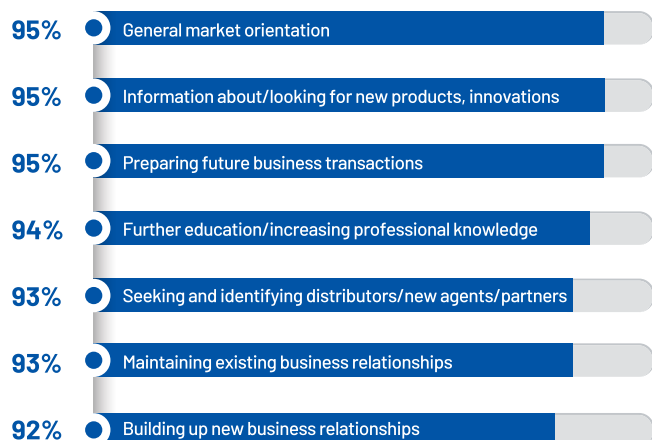 95% General market orientation
95% Information about/looking for new products, innovations
95% Preparing future business transactions
94% Further education/increasing professional knowledge
93% Seeking and identifying distributors/new agents/partners
93% Maintaining existing business relationships
92% Building up new business relationships